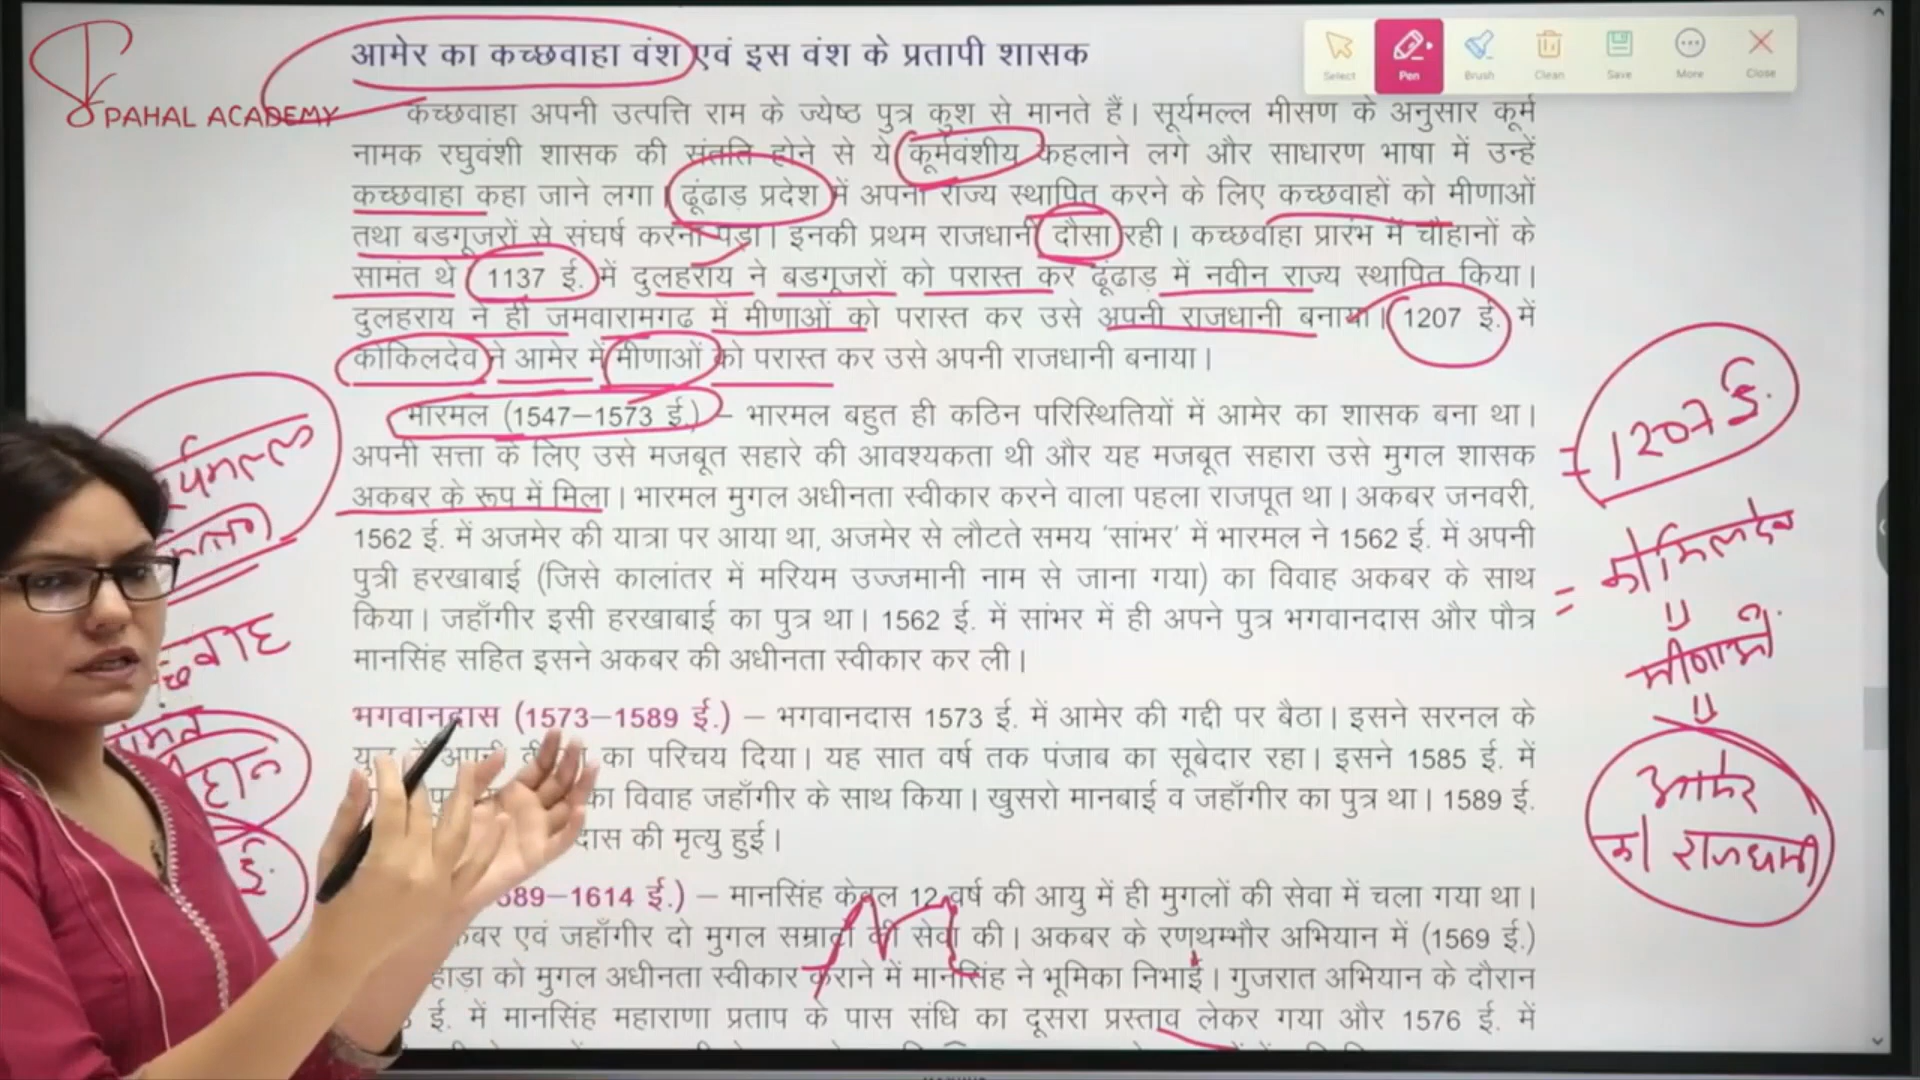 आमेर का कच्छवाहा वंश एवं इस वंश के प्रतापी शासक
Select Pen Brush Clean Save More Close
PAHAL ACADEMY
कच्छवाहा अपनी उत्पत्ति राम के ज्येष्ठ पुत्र कुश से मानते हैं। सूर्यमल्ल मीसण के अनुसार कूर्म
नामक रघुवंशी शासक की संतति होने से ये कूर्मवंशीय कहलाने लगे और साधारण भाषा में उन्हें
कच्छवाहा कहा जाने लगा। ढूंढाड़ प्रदेश में अपना राज्य स्थापित करने के लिए कच्छवाहों को मीणाओं
तथा बडगूजरों से संघर्ष करना पड़ा। इनकी प्रथम राजधानी दौसा रही। कच्छवाहा प्रारंभ में चौहानों के
सामंत थे 1137 ई. में दुलहराय ने बडगूजरों को परास्त कर ढूंढाड़ में नवीन राज्य स्थापित किया।
दुलहराय ने ही जमवारामगढ में मीणाओं को परास्त कर उसे अपनी राजधानी बनाया। 1207 ई. में
कोकिलदेव ने आमेर में मीणाओं को परास्त कर उसे अपनी राजधानी बनाया।
भारमल (1547–1573 ई.) – भारमल बहुत ही कठिन परिस्थितियों में आमेर का शासक बना था।
अपनी सत्ता के लिए उसे मजबूत सहारे की आवश्यकता थी और यह मजबूत सहारा उसे मुगल शासक
अकबर के रूप में मिला। भारमल मुगल अधीनता स्वीकार करने वाला पहला राजपूत था। अकबर जनवरी,
1562 ई. में अजमेर की यात्रा पर आया था, अजमेर से लौटते समय 'सांभर' में भारमल ने 1562 ई. में अपनी
पुत्री हरखाबाई (जिसे कालांतर में मरियम उज्जमानी नाम से जाना गया) का विवाह अकबर के साथ
किया। जहाँगीर इसी हरखाबाई का पुत्र था। 1562 ई. में सांभर में ही अपने पुत्र भगवानदास और पौत्र
मानसिंह सहित इसने अकबर की अधीनता स्वीकार कर ली।
भगवानदास (1573–1589 ई.) – भगवानदास 1573 ई. में आमेर की गद्दी पर बैठा। इसने सरनल के
का परिचय दिया। यह सात वर्ष तक पंजाब का सूबेदार रहा। इसने 1585 ई. में
का विवाह जहाँगीर के साथ किया। खुसरो मानबाई व जहाँगीर का पुत्र था। 1589 ई.
दास की मृत्यु हुई।
589–1614 ई.) – मानसिंह केवल 12 वर्ष की आयु में ही मुगलों की सेवा में चला गया था।
कबर एवं जहाँगीर दो मुगल सम्राटों की सेवा की। अकबर के रणथम्भौर अभियान में (1569 ई.)
हाड़ा को मुगल अधीनता स्वीकार कराने में मानसिंह ने भूमिका निभाई। गुजरात अभियान के दौरान
ई. में मानसिंह महाराणा प्रताप के पास संधि का दूसरा प्रस्ताव लेकर गया और 1576 ई. में
= 1207 ई.
= कोकिलदेव
मीणाओं
आमेर
को राजधानी
ई.